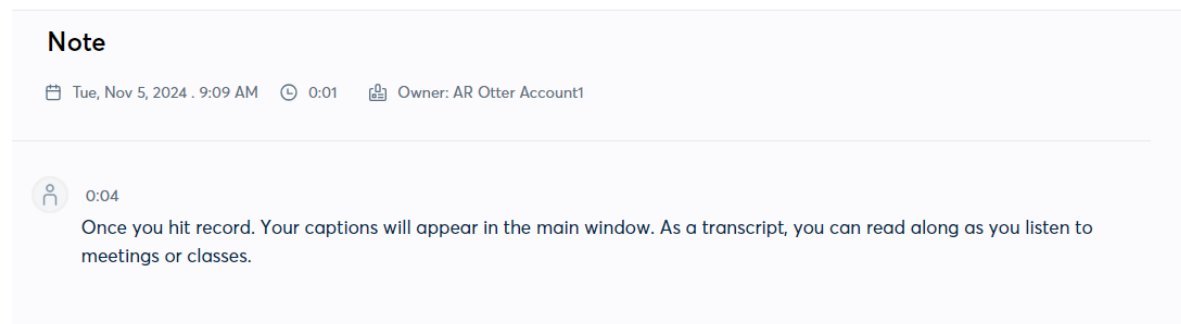 Note
Tue, Nov 5, 2024 . 9:09 AM 0:01 Owner: AR Otter Account1
0:04
Once you hit record. Your captions will appear in the main window. As a transcript, you can read along as you listen to
meetings or classes.